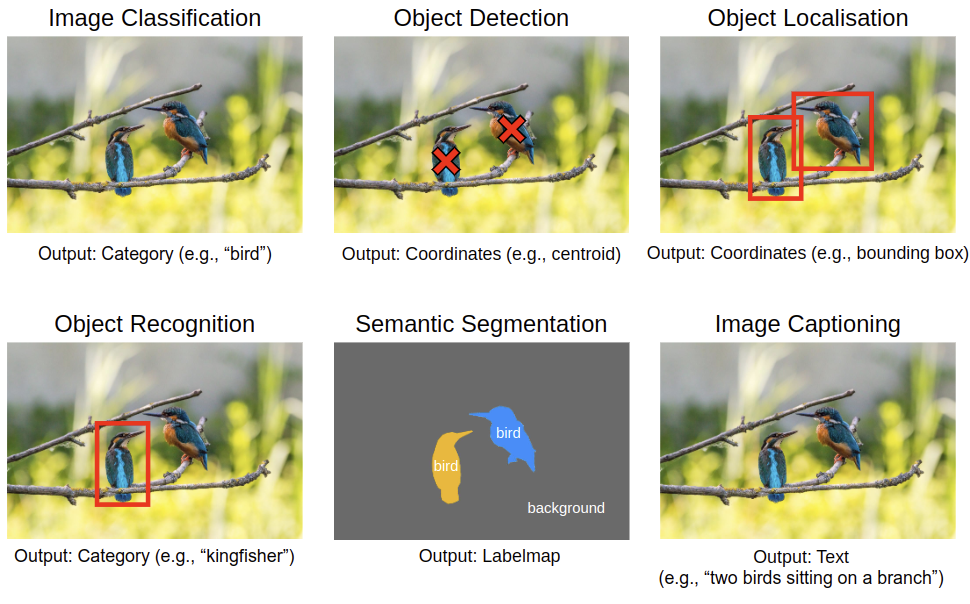 Image Classification
Object Detection
Object Localisation
Output: Category (e.g., “bird”)
Output: Coordinates (e.g., centroid)
Output: Coordinates (e.g., bounding box)
Object Recognition
Semantic Segmentation
Image Captioning
bird
bird
background
Output: Category (e.g., “kingfisher”)
Output: Labelmap
Output: Text
(e.g., “two birds sitting on a branch”)